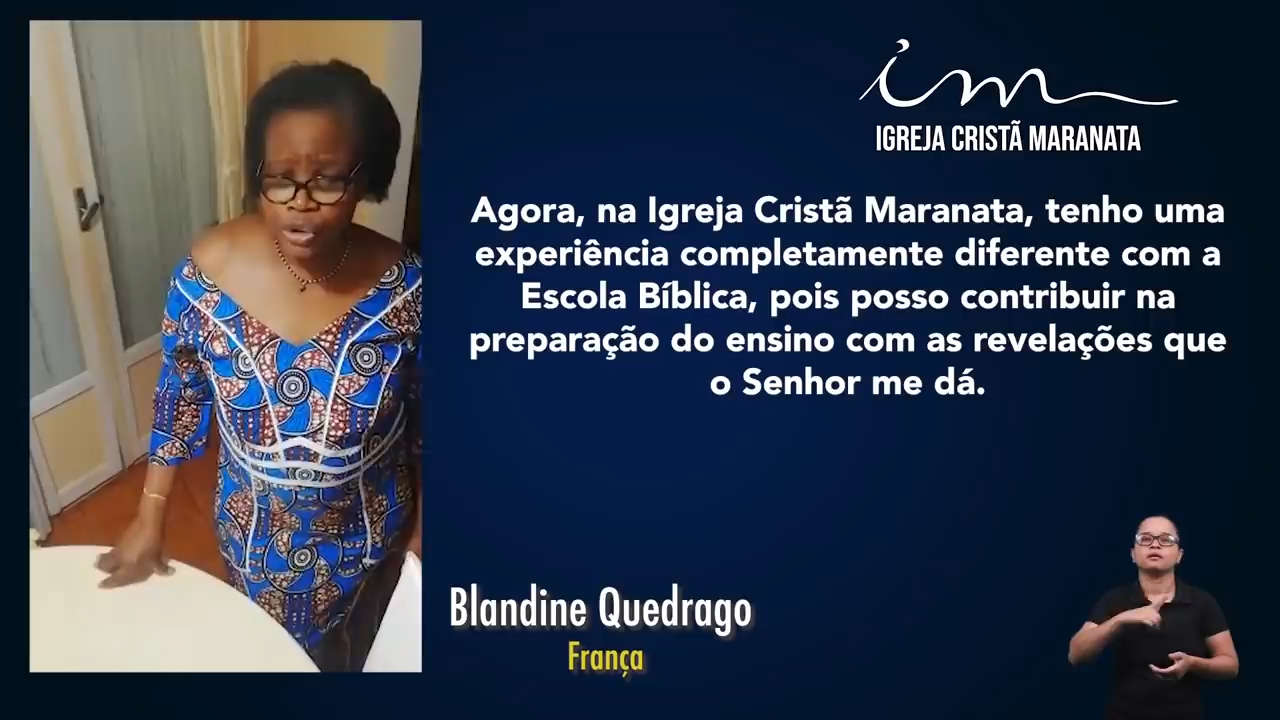 im
IGREJA CRISTÃ MARANATA
Agora, na Igreja Cristã Maranata, tenho uma
experiência completamente diferente com a
Escola Bíblica, pois posso contribuir na
preparação do ensino com as revelações que
o Senhor me dá.
Blandine Quedrago
França